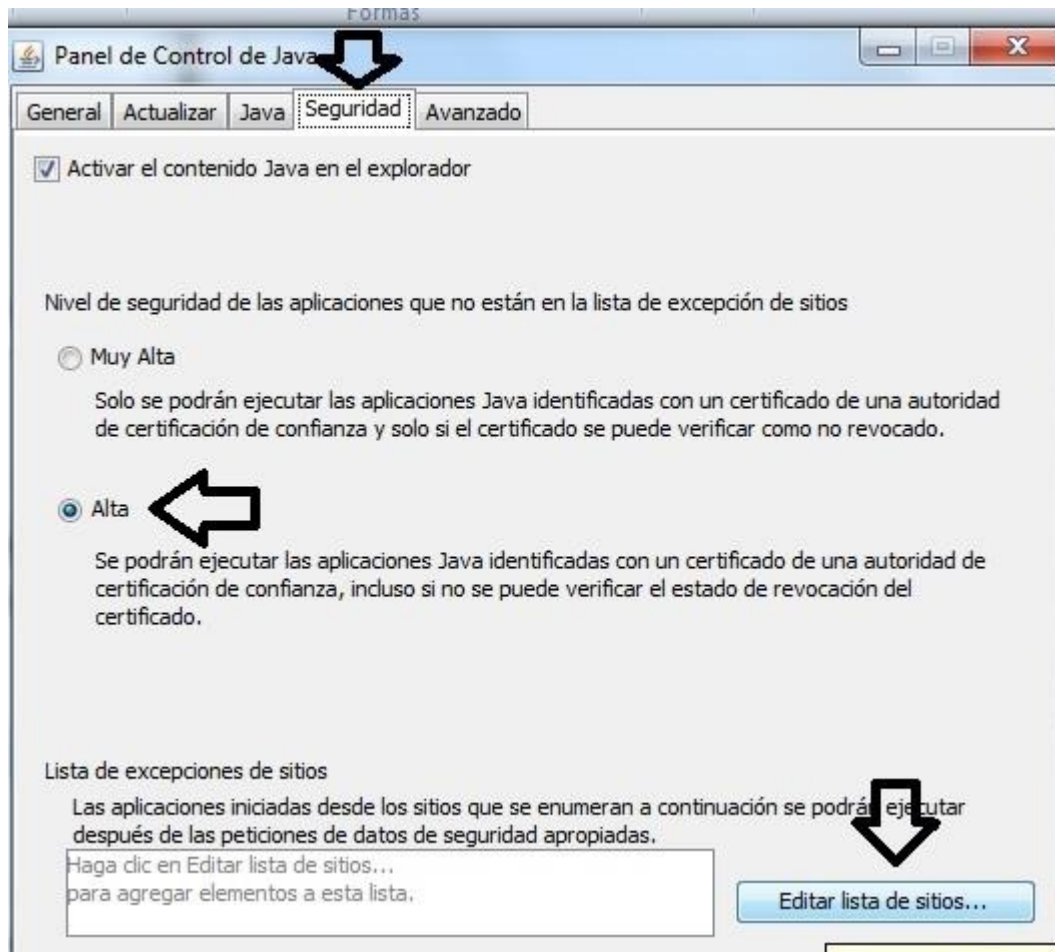 Formas
Panel de Control de Java
General Actualizar Java Seguridad Avanzado
Activar el contenido Java en el explorador
Nivel de seguridad de las aplicaciones que no están en la lista de excepción de sitios
Muy Alta
Solo se podrán ejecutar las aplicaciones Java identificadas con un certificado de una autoridad
de certificación de confianza y solo si el certificado se puede verificar como no revocado.
Alta
Se podrán ejecutar las aplicaciones Java identificadas con un certificado de una autoridad de
certificación de confianza, incluso si no se puede verificar el estado de revocación del
certificado.
Lista de excepciones de sitios
Las aplicaciones iniciadas desde los sitios que se enumeran a continuación se podrán ejecutar
después de las peticiones de datos de seguridad apropiadas.
Haga clic en Editar lista de sitios...
para agregar elementos a esta lista.
Editar lista de sitios...